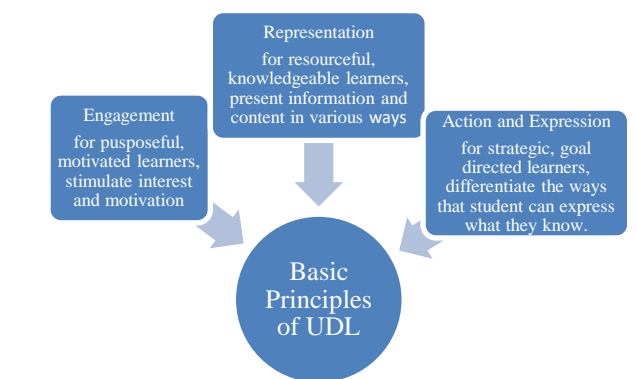 Representation
for resourceful,
knowledgeable learners,
present information and
content in various ways
Engagement
for pusposeful,
motivated learners,
stimulate interest
and motivation
Action and Expression
for strategic, goal
directed learners,
differentiate the ways
that student can express
what they know.
Basic
Principles
of UDL